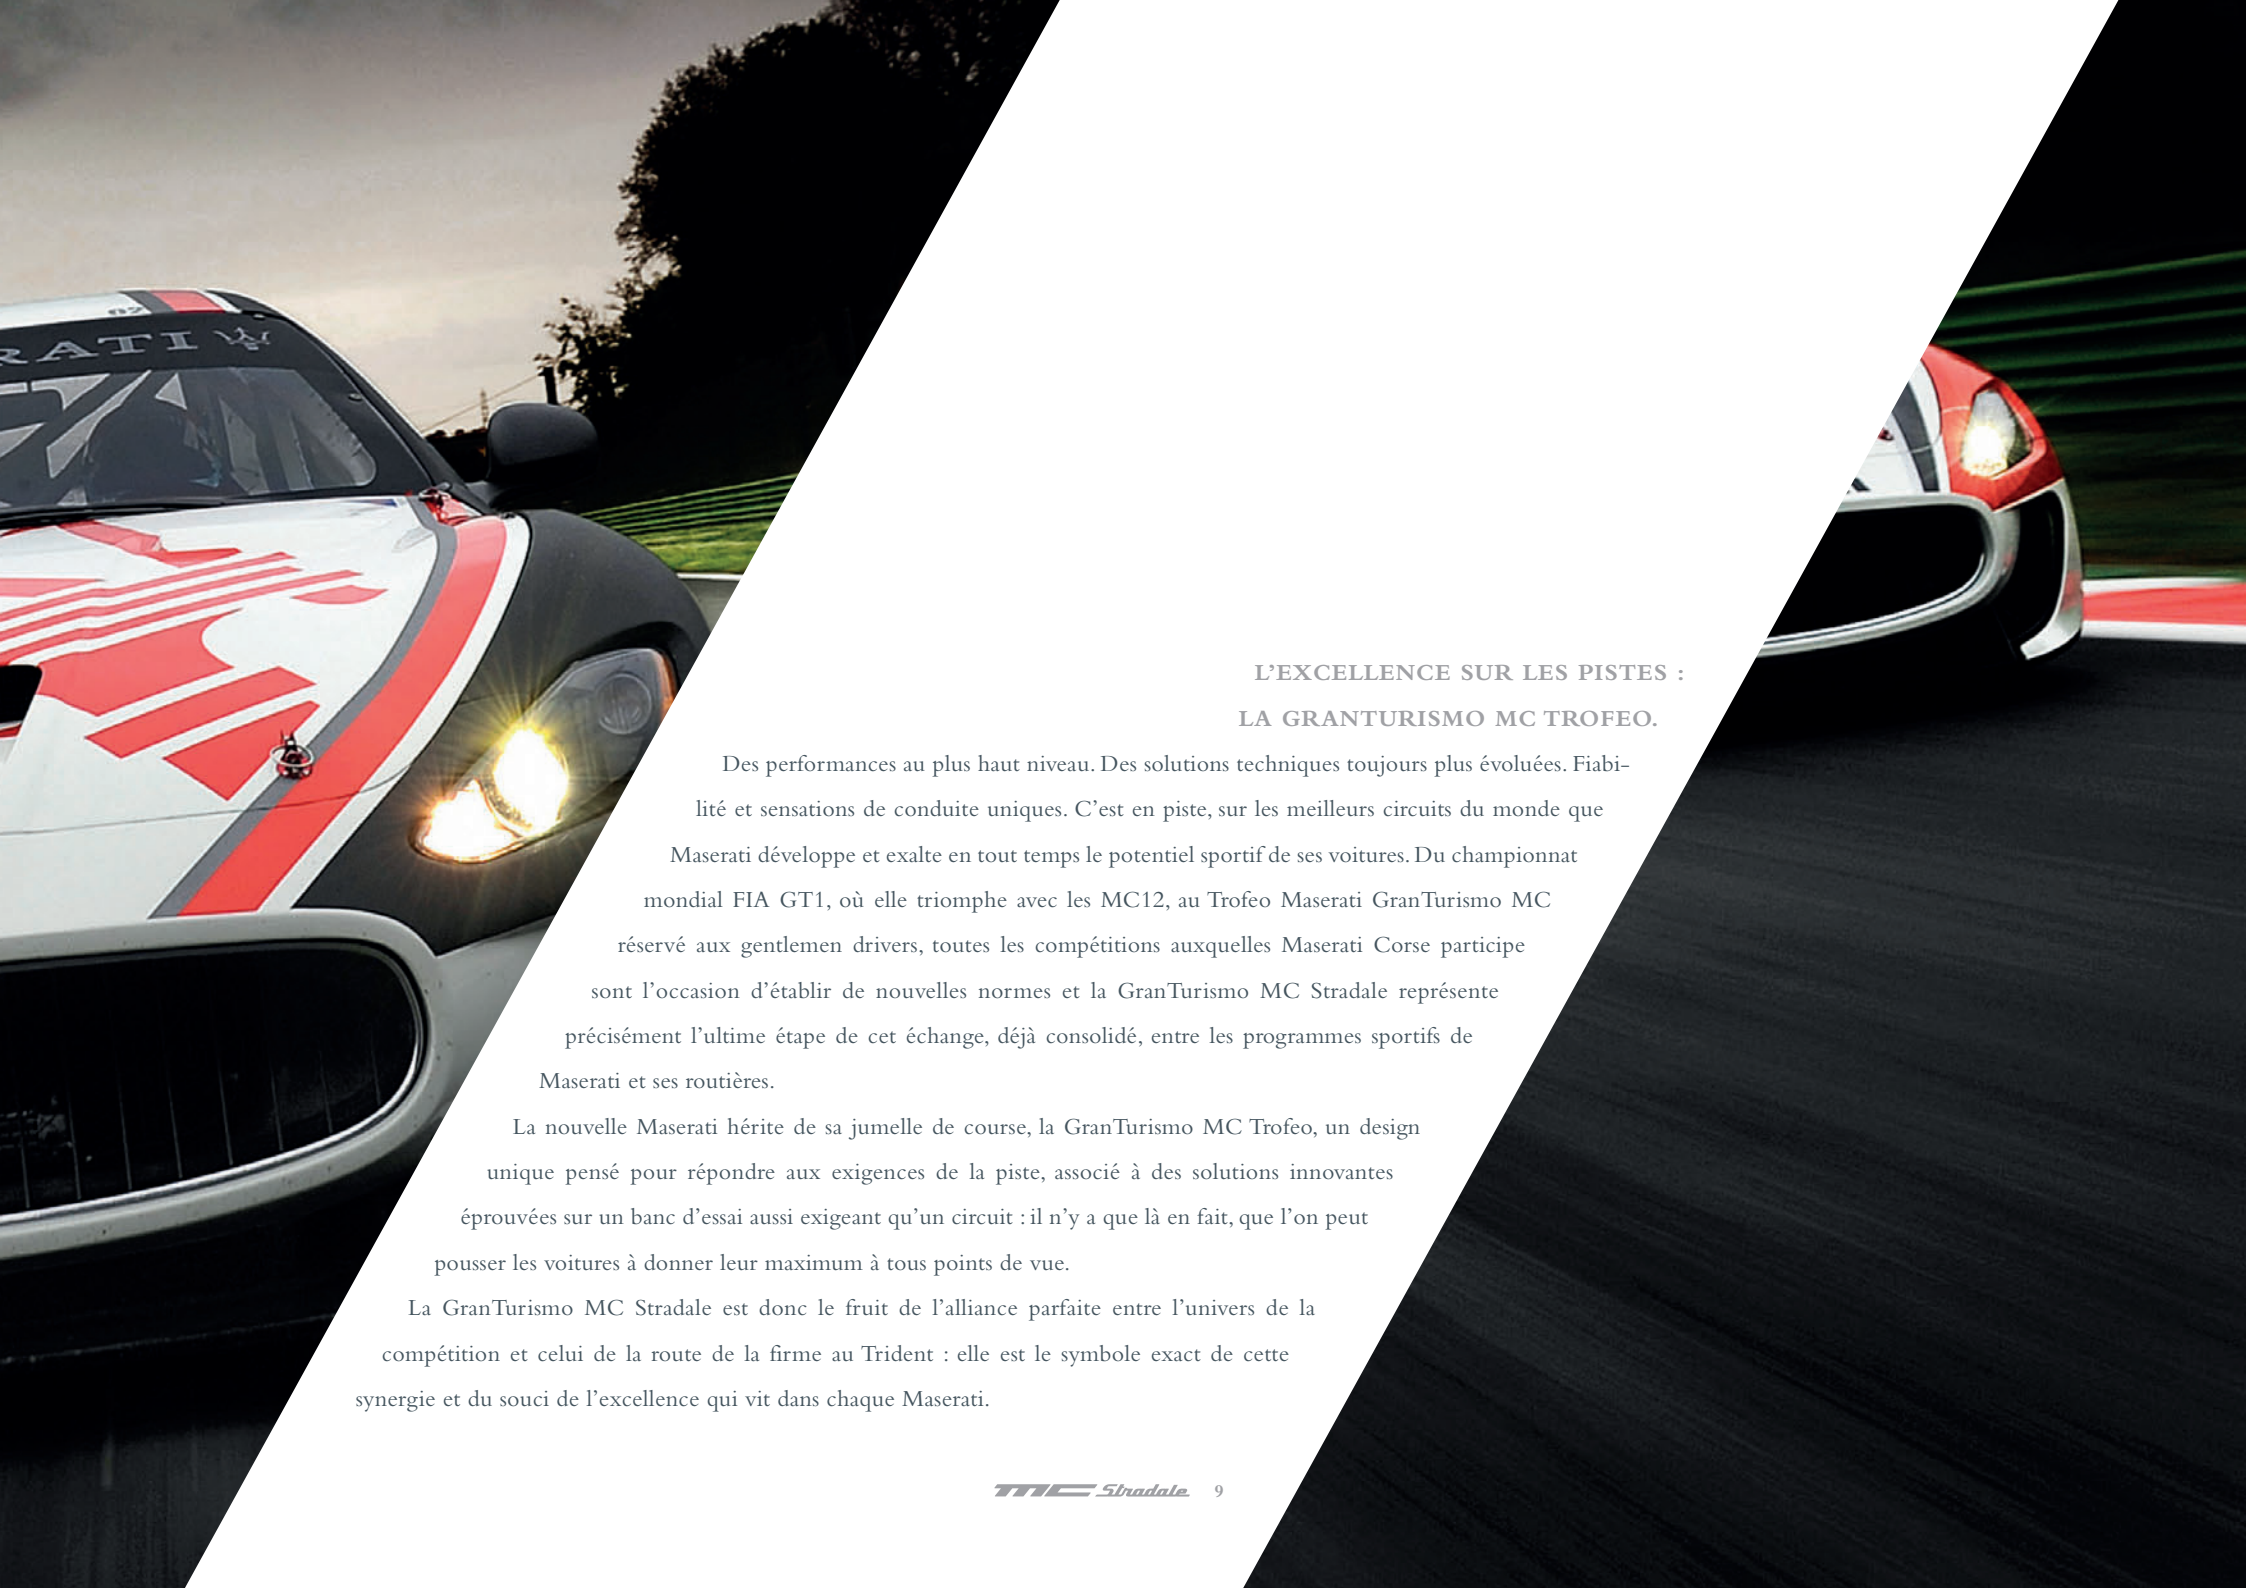 02
RATI
L’EXCELLENCE SUR LES PISTES :
LA GRANTURISMO MC TROFEO.
Des performances au plus haut niveau. Des solutions techniques toujours plus évoluées. Fiabi-
lité et sensations de conduite uniques. C’est en piste, sur les meilleurs circuits du monde que
Maserati développe et exalte en tout temps le potentiel sportif de ses voitures. Du championnat
mondial FIA GT1, où elle triomphe avec les MC12, au Trofeo Maserati GranTurismo MC
réservé aux gentlemen drivers, toutes les compétitions auxquelles Maserati Corse participe
sont l’occasion d’établir de nouvelles normes et la GranTurismo MC Stradale représente
précisément l’ultime étape de cet échange, déjà consolidé, entre les programmes sportifs de
Maserati et ses routières.
La nouvelle Maserati hérite de sa jumelle de course, la GranTurismo MC Trofeo, un design
unique pensé pour répondre aux exigences de la piste, associé à des solutions innovantes
éprouvées sur un banc d’essai aussi exigeant qu’un circuit : il n’y a que là en fait, que l’on peut
pousser les voitures à donner leur maximum à tous points de vue.
La GranTurismo MC Stradale est donc le fruit de l’alliance parfaite entre l’univers de la
compétition et celui de la route de la firme au Trident : elle est le symbole exact de cette
synergie et du souci de l’excellence qui vit dans chaque Maserati.
MC Stradale 9